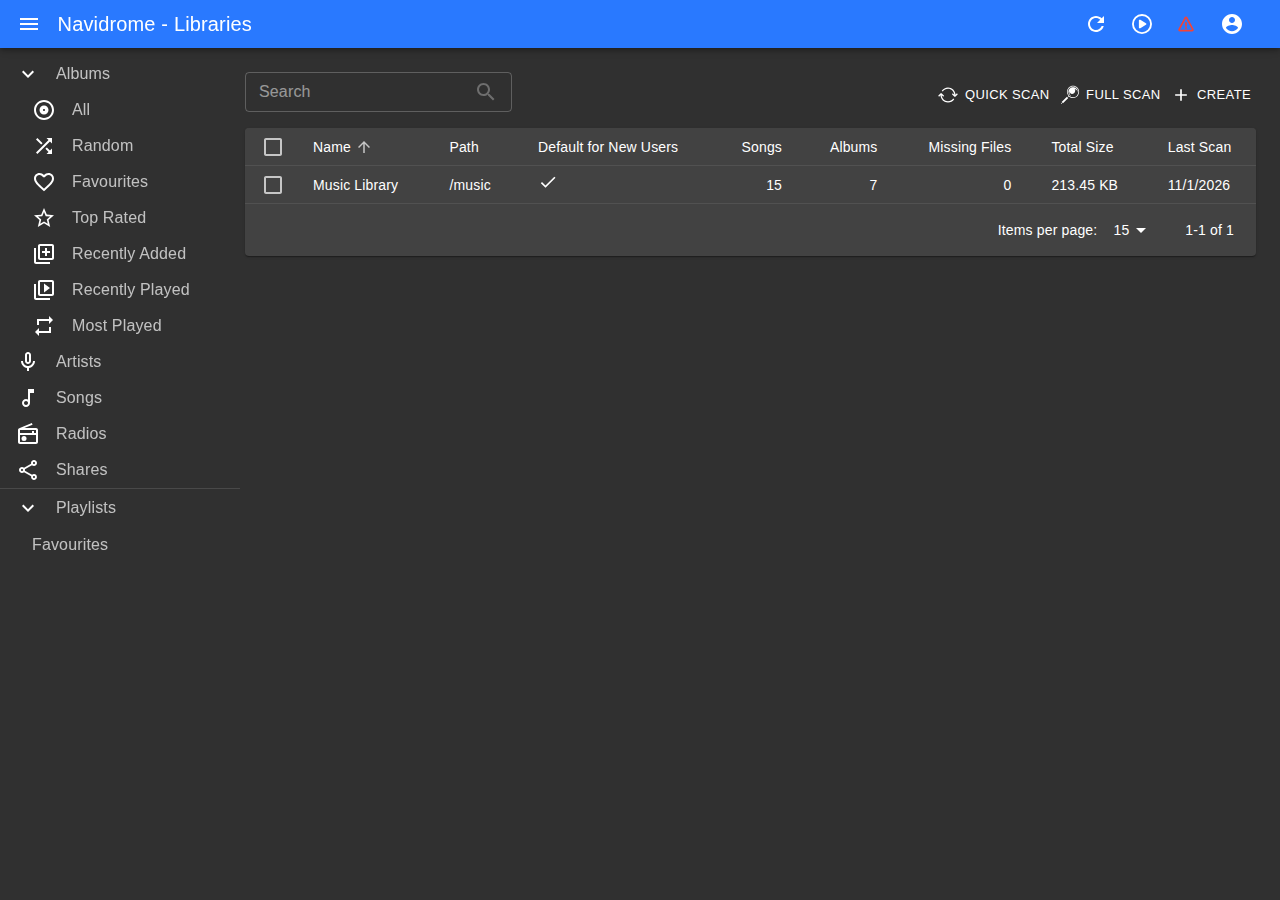 Navidrome - Libraries
Albums
All
Random
Favourites
Top Rated
Recently Added
Recently Played
Most Played
Artists
Songs
Radios
Shares
Playlists
Favourites
Search
QUICK SCAN FULL SCAN CREATE
Name Path Default for New Users Songs Albums Missing Files Total Size Last Scan
Music Library /music 15 7 0 213.45 KB 11/1/2026
Items per page: 15 1-1 of 1